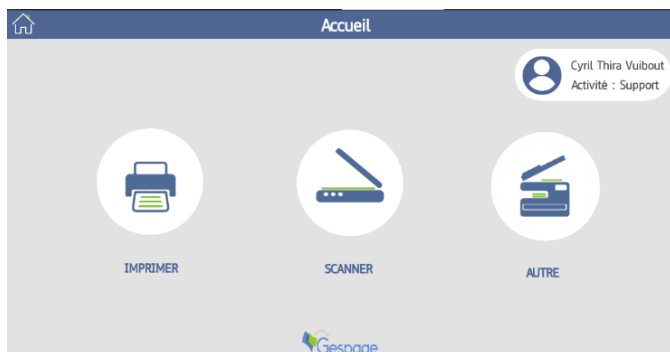 Accueil
Cyril Thira Vuibout
Activité : Support
IMPRIMER
SCANNER
AUTRE
Gespage